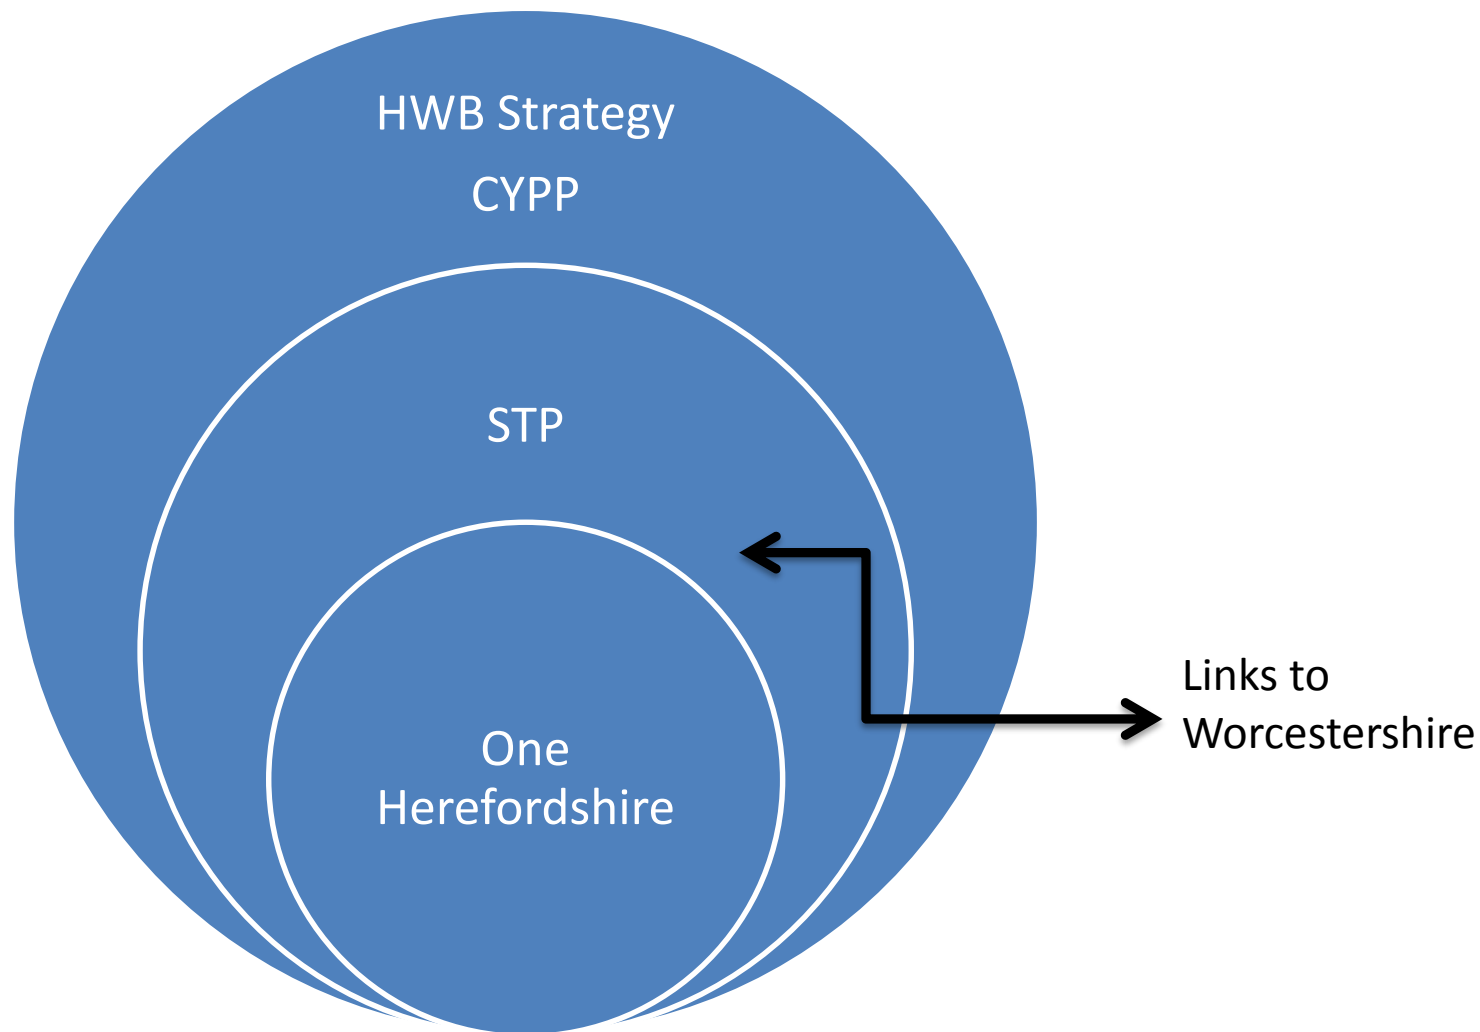 HWB Strategy
CYPP
STP
One
Herefordshire
Links to
Worcestershire